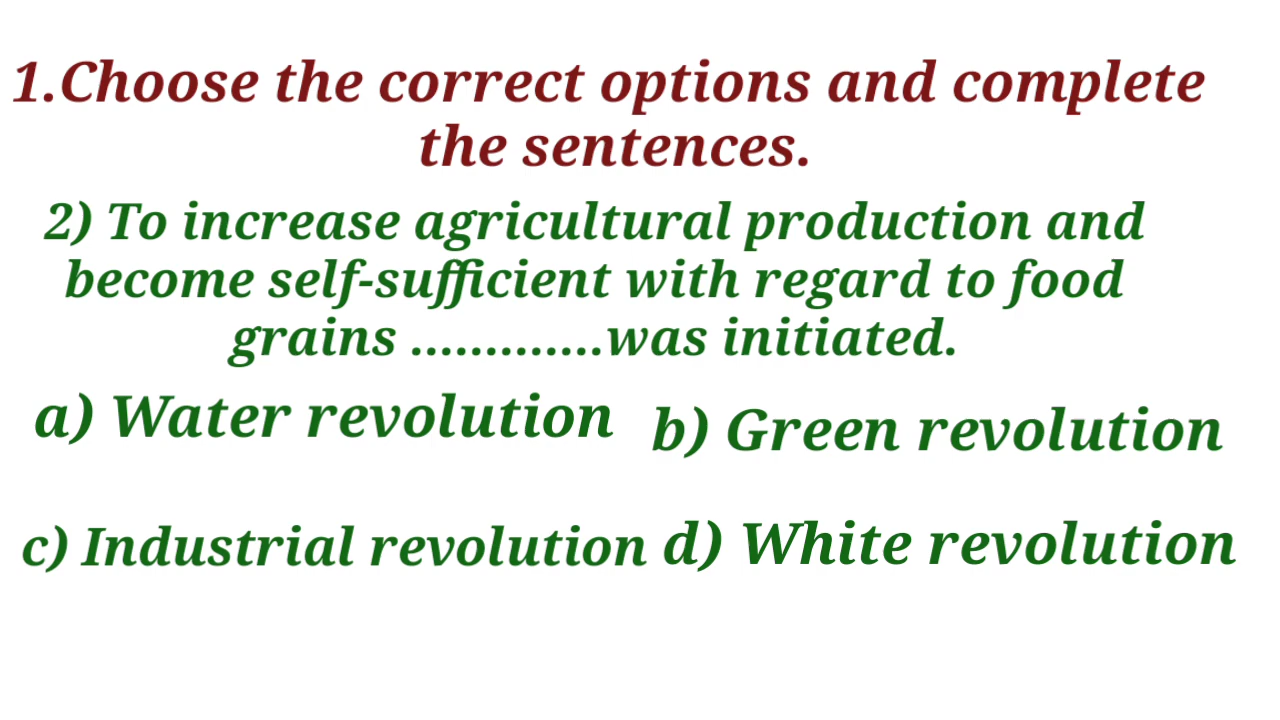 1.Choose the correct options and complete
the sentences.
2) To increase agricultural production and
become self-sufficient with regard to food
grains .............was initiated.
a) Water revolution b) Green revolution
c) Industrial revolution d) White revolution